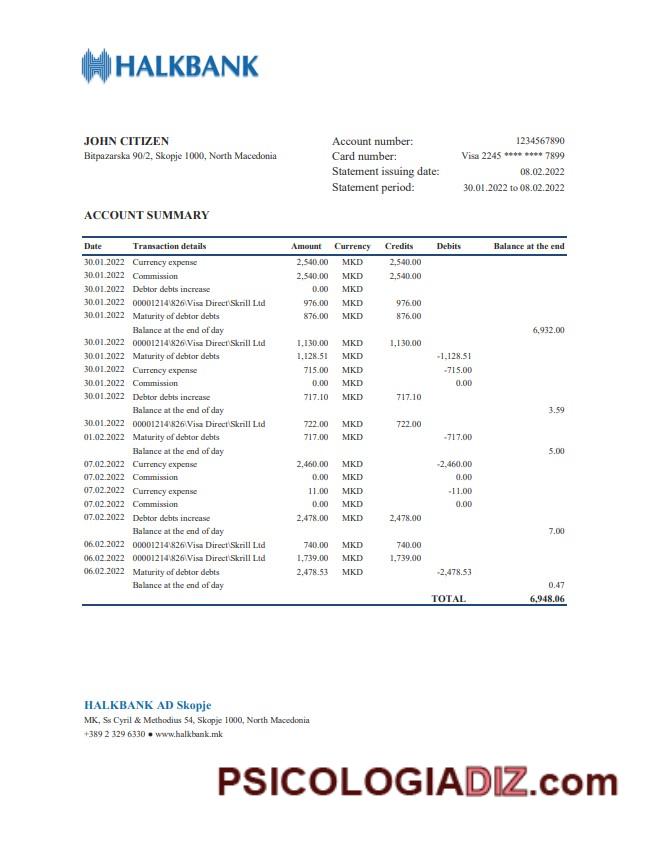 HALKBANK
JOHN CITIZEN
Bitpazarska 90/2, Skopje 1000, North Macedonia
Account number: 1234567890
Card number: Visa 2245 **** **** 7899
Statement issuing date: 08.02.2022
Statement period: 30.01.2022 to 08.02.2022
ACCOUNT SUMMARY
Date Transaction details Amount Currency Credits Debits Balance at the end
30.01.2022 Currency expense 2,540.00 MKD 2,540.00
30.01.2022 Commission 2,540.00 MKD 2,540.00
30.01.2022 Debtor debts increase 0.00 MKD
30.01.2022 00001214\826\Visa Direct\Skrill Ltd 976.00 MKD 976.00
30.01.2022 Maturity of debtor debts 876.00 MKD 876.00
Balance at the end of day 6,932.00
30.01.2022 00001214\826\Visa Direct\Skrill Ltd 1,130.00 MKD 1,130.00
30.01.2022 Maturity of debtor debts 1,128.51 MKD -1,128.51
30.01.2022 Currency expense 715.00 MKD -715.00
30.01.2022 Commission 0.00 MKD 0.00
30.01.2022 Debtor debts increase 717.10 MKD 717.10
Balance at the end of day 3.59
30.01.2022 00001214\826\Visa Direct\Skrill Ltd 722.00 MKD 722.00
01.02.2022 Maturity of debtor debts 717.00 MKD -717.00
Balance at the end of day 5.00
07.02.2022 Currency expense 2,460.00 MKD -2,460.00
07.02.2022 Commission 0.00 MKD 0.00
07.02.2022 Currency expense 11.00 MKD -11.00
07.02.2022 Commission 0.00 MKD 0.00
07.02.2022 Debtor debts increase 2,478.00 MKD 2,478.00
Balance at the end of day 7.00
06.02.2022 00001214\826\Visa Direct\Skrill Ltd 740.00 MKD 740.00
06.02.2022 00001214\826\Visa Direct\Skrill Ltd 1,739.00 MKD 1,739.00
06.02.2022 Maturity of debtor debts 2,478.53 MKD -2,478.53
Balance at the end of day 0.47
TOTAL 6,948.06
HALKBANK AD Skopje
MK, Ss Cyril & Methodius 54, Skopje 1000, North Macedonia
+389 2 329 6330 ● www.halkbank.mk
PSICOLOGIADIZ.com